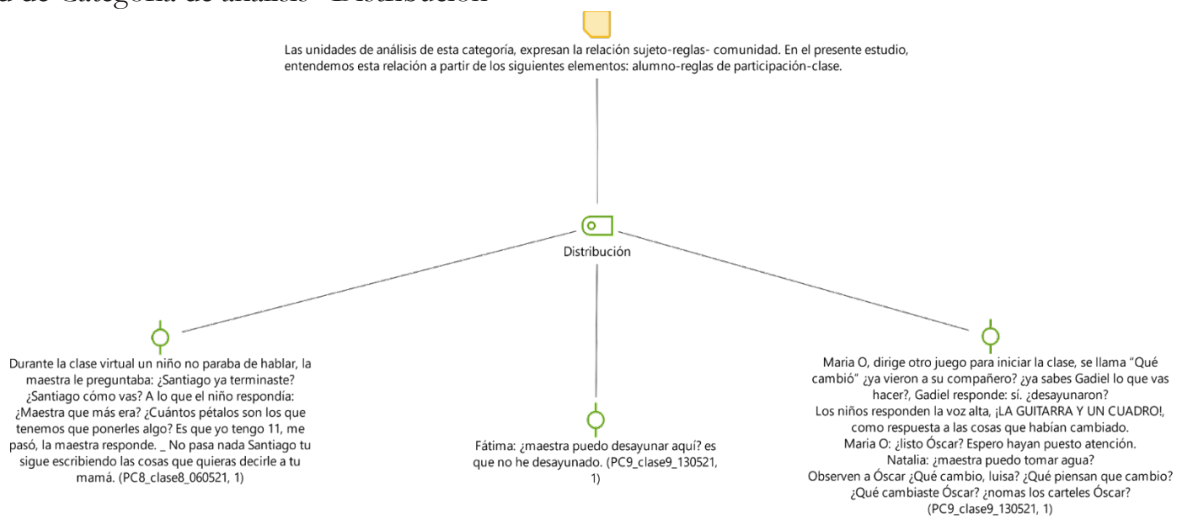 Las unidades de análisis de esta categoría, expresan la relación sujeto-reglas- comunidad. En el presente estudio,
entendemos esta relación a partir de los siguientes elementos: alumno-reglas de participación-clase.
Distribución
Durante la clase virtual un niño no paraba de hablar, la
maestra le preguntaba: ¿Santiago ya terminaste?
¿Santiago cómo vas? A lo que el niño respondía:
¿Maestra que más era? ¿Cuántos pétalos son los que
tenemos que ponerles algo? Es que yo tengo 11, me
pasó, la maestra responde. _ No pasa nada Santiago tu
sigue escribiendo las cosas que quieras decirle a tu
mamá. (PC8_clase8_060521, 1)
Fátima: ¿maestra puedo desayunar aquí? es
que no he desayunado. (PC9_clase9_130521,
1)
Maria O, dirige otro juego para iniciar la clase, se llama “Qué
cambió” ¿ya vieron a su compañero? ¿ya sabes Gadiel lo que vas
hacer?, Gadiel responde: sí. ¿desayunaron?
Los niños responden la voz alta, ¡LA GUITARRA Y UN CUADRO!,
como respuesta a las cosas que habían cambiado.
Maria O: ¿listo Óscar? Espero hayan puesto atención.
Natalia: ¿maestra puedo tomar agua?
Observen a Óscar ¿Qué cambio, luisa? ¿Qué piensan que cambio?
¿Qué cambiaste Óscar? ¿nomas los carteles Óscar?
(PC9_clase9_130521, 1)